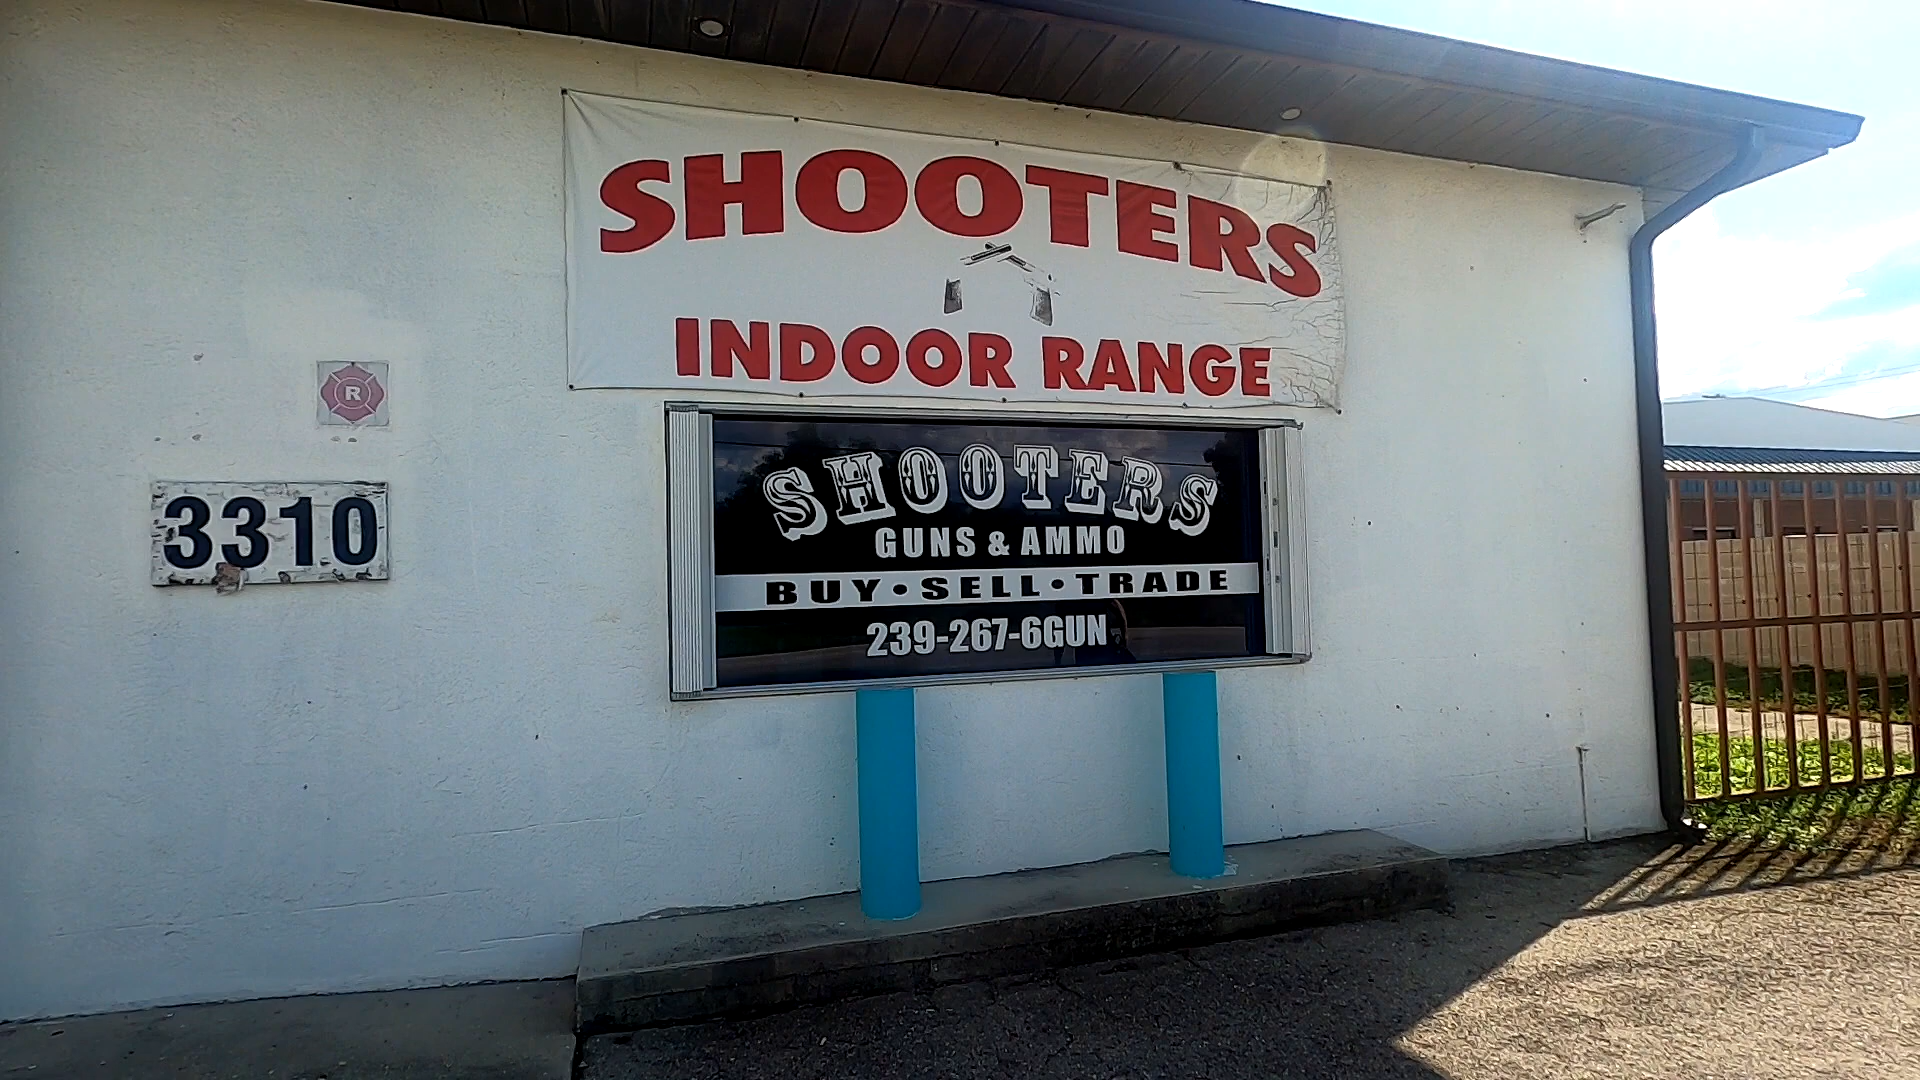 SHOOTERS
INDOOR RANGE
R
3310
SHOOTERS
GUNS & AMMO
BUY•SELL•TRADE
239-267-6GUN